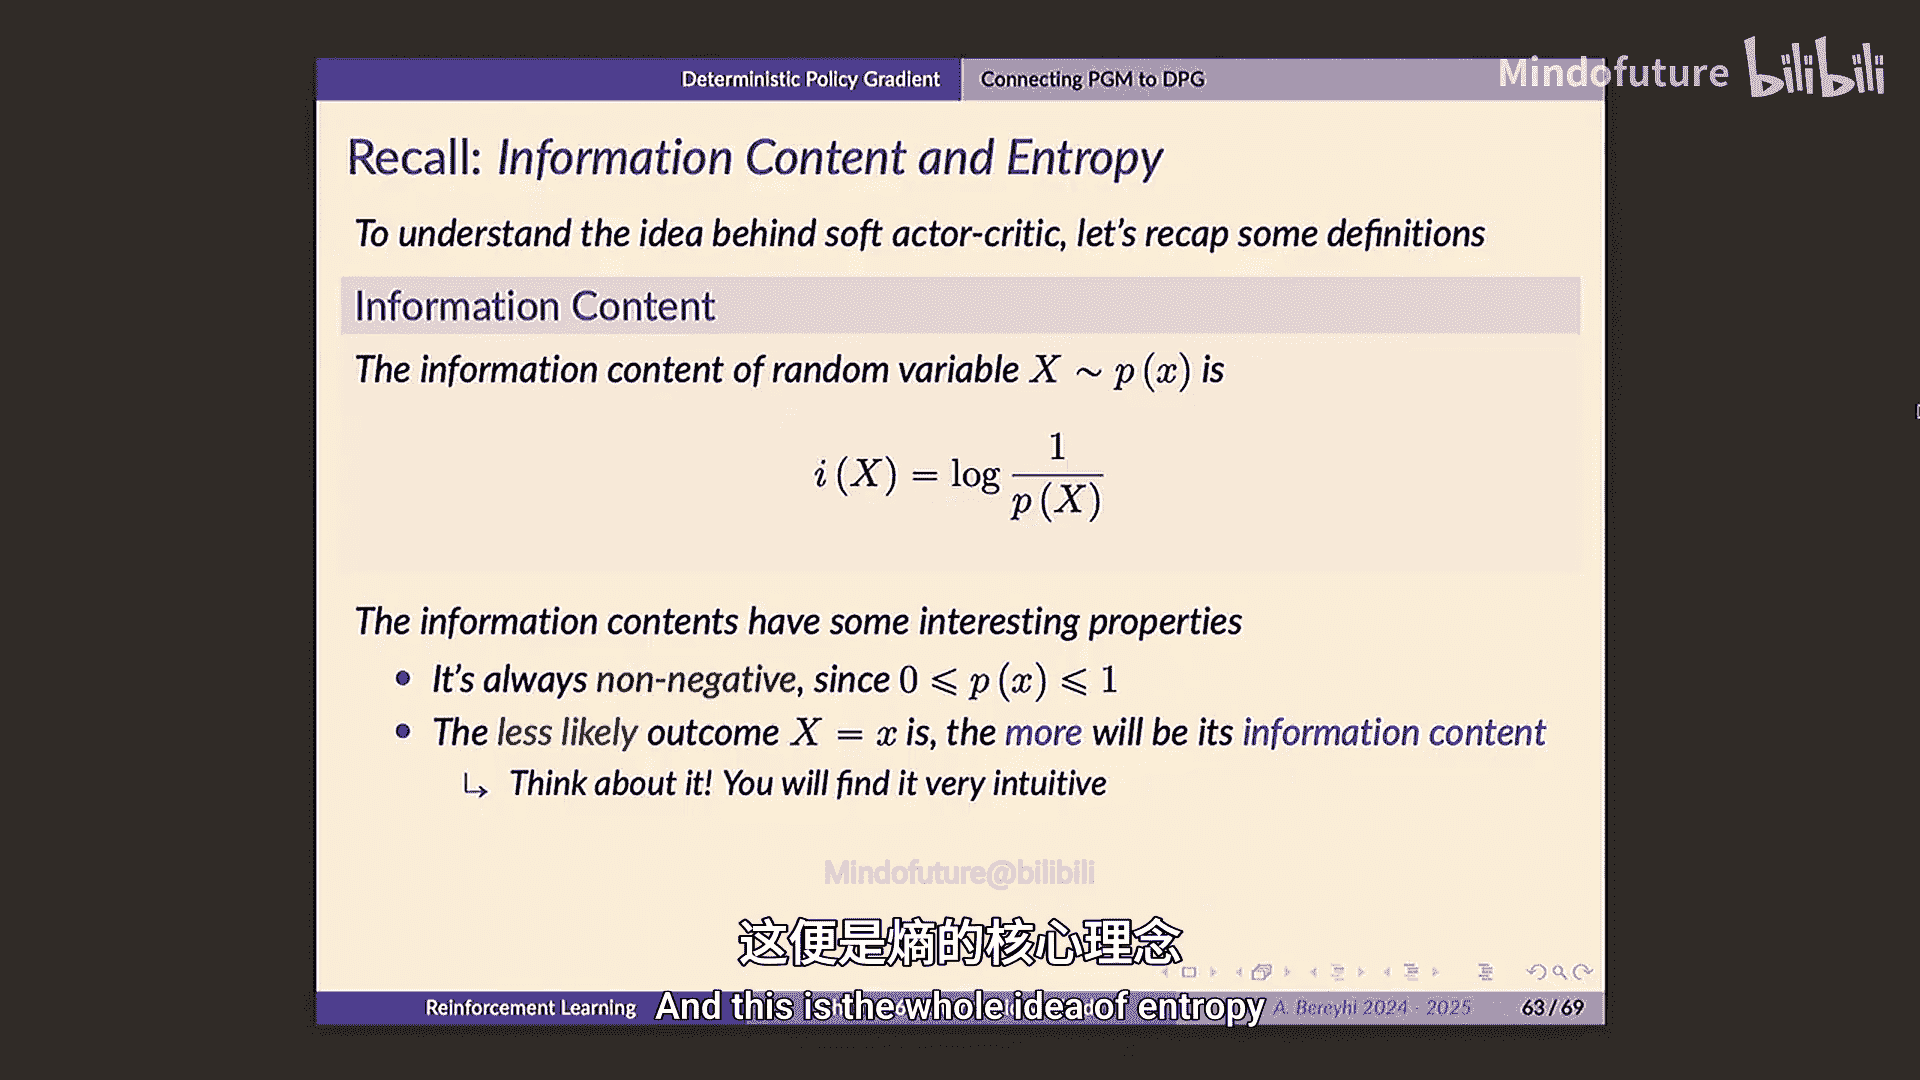 Mindofuture bilibili
Deterministic Policy Gradient Connecting PGM to DPG
Recall: Information Content and Entropy
To understand the idea behind soft actor-critic, let's recap some definitions
Information Content
The information content of random variable X ∼ p (x) is
i (X) = log 1 / p (X)
The information contents have some interesting properties
• It's always non-negative, since 0 ⩽ p (x) ⩽ 1
• The less likely outcome X = x is, the more will be its information content
↳ Think about it! You will find it very intuitive
Mindofuture@bilibili
这便是熵的核心理念
And this is the whole idea of entropy
Reinforcement Learning A. Bereyhi 2024 - 2025 63 / 69